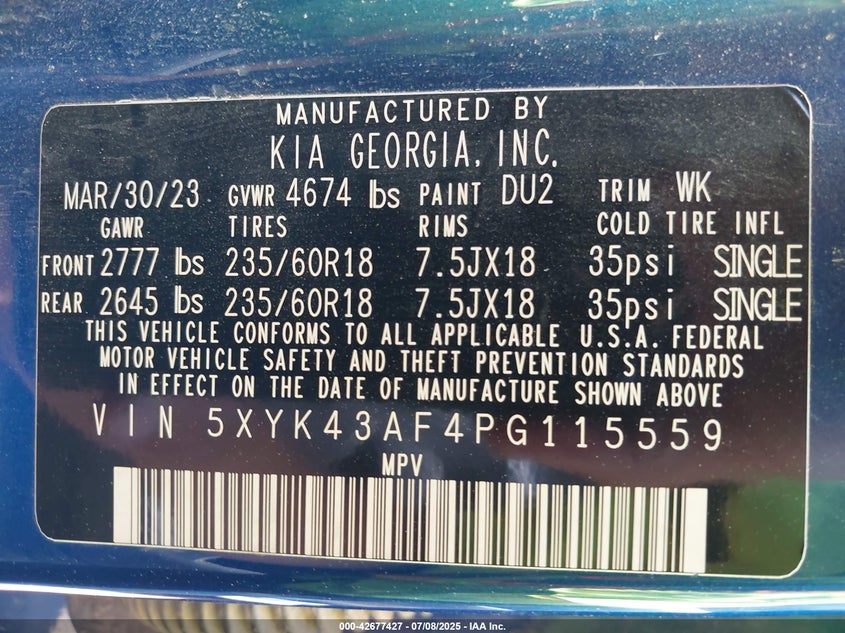 MANUFACTURED BY
KIA GEORGIA, INC.
MAR/30/23 GVWR 4674 lbs PAINT DU2 TRIM WK
GAWR TIRES RIMS COLD TIRE INFL
FRONT 2777 lbs 235/60R18 7.5JX18 35psi SINGLE
REAR 2645 lbs 235/60R18 7.5JX18 35psi SINGLE
THIS VEHICLE CONFORMS TO ALL APPLICABLE U.S.A. FEDERAL
MOTOR VEHICLE SAFETY AND THEFT PREVENTION STANDARDS
IN EFFECT ON THE DATE OF MANUFACTURE SHOWN ABOVE
VIN 5XYK43AF4PG115559
MPV
000-42677427 - 07/08/2025 - IAA Inc.